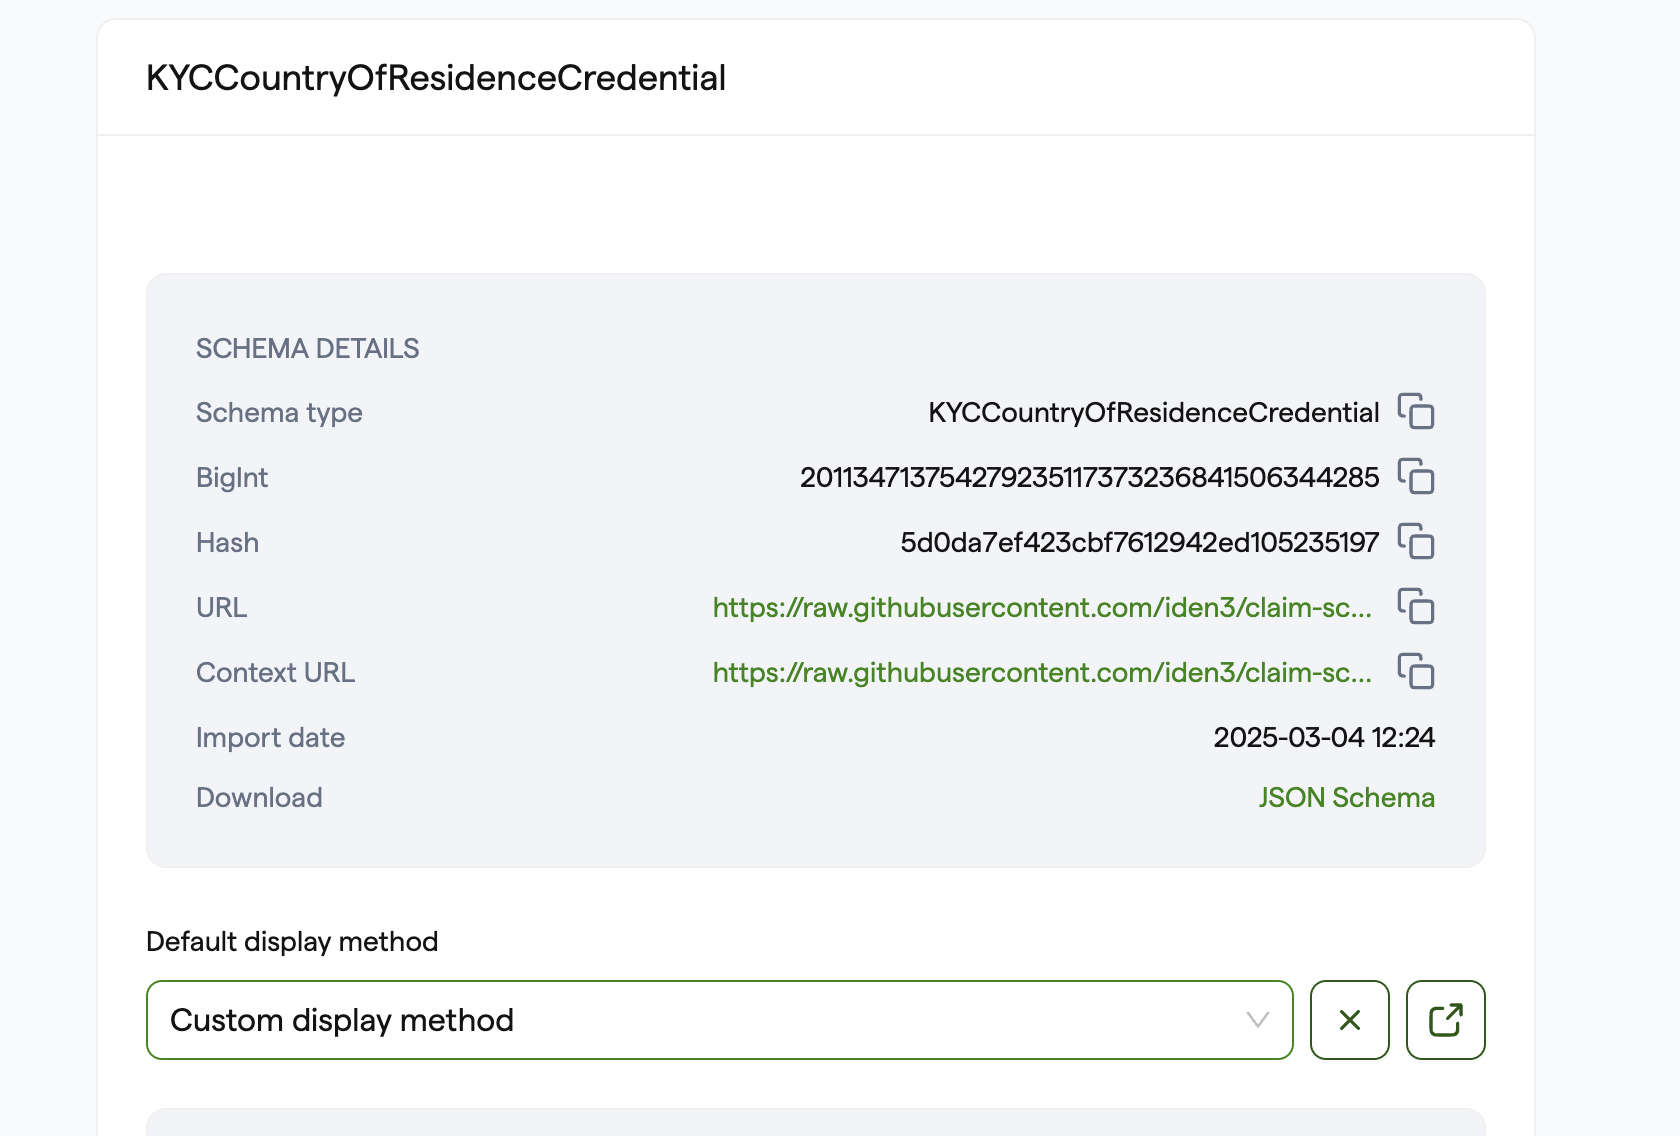 KYCCountryOfResidenceCredential
SCHEMA DETAILS
Schema type KYCCountryOfResidenceCredential
BigInt 201134713754279235117373236841506344285
Hash 5d0da7ef423cbf7612942ed105235197
URL https://raw.githubusercontent.com/iden3/claim-sc...
Context URL https://raw.githubusercontent.com/iden3/claim-sc...
Import date 2025-03-04 12:24
Download JSON Schema
Default display method
Custom display method